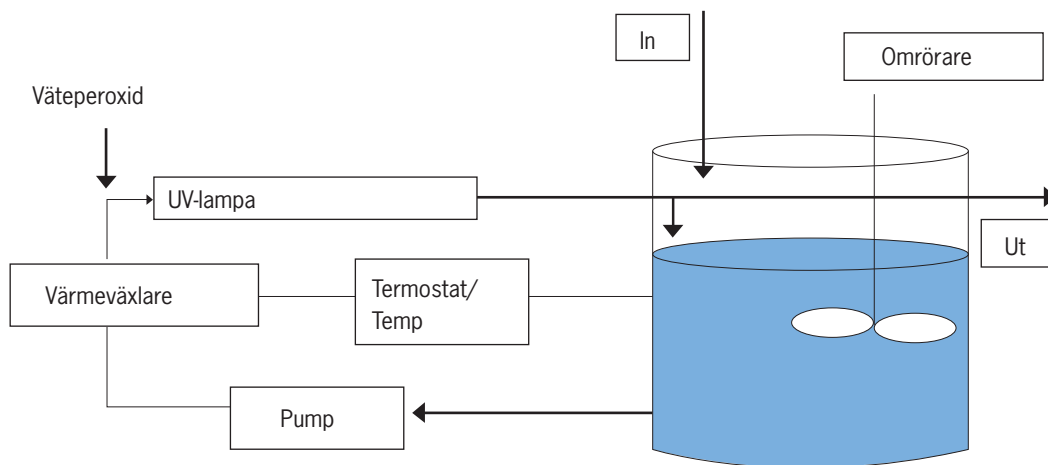 In
Omrörare
Väteperoxid
UV-lampa
Ut
Värmeväxlare
Termostat/
Temp
Pump